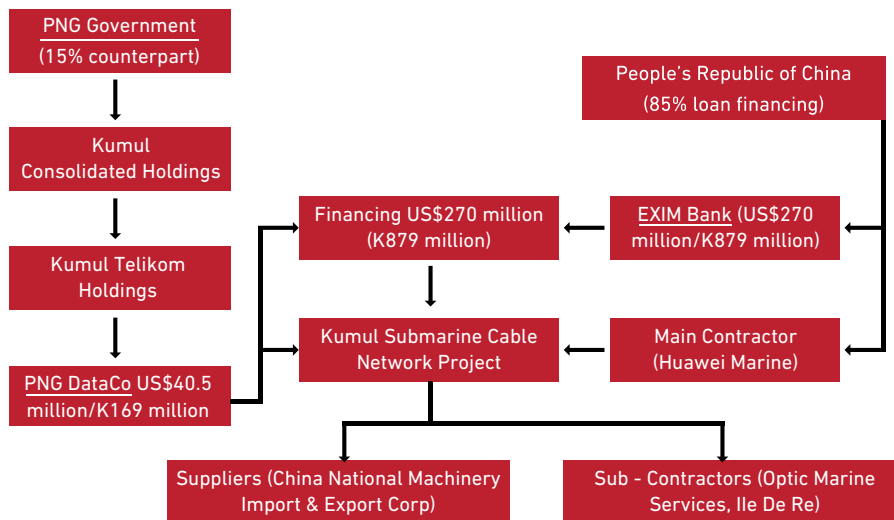 PNG Government
(15% counterpart)
People’s Republic of China
(85% loan financing)
Kumul
Consolidated Holdings
Financing US$270 million
(K879 million)
EXIM Bank (US$270
million/K879 million)
Kumul Telikom
Holdings
Kumul Submarine Cable
Network Project
Main Contractor
(Huawei Marine)
PNG DataCo US$40.5
million/K169 million
Suppliers (China National Machinery
Import & Export Corp)
Sub - Contractors (Optic Marine
Services, Ile De Re)